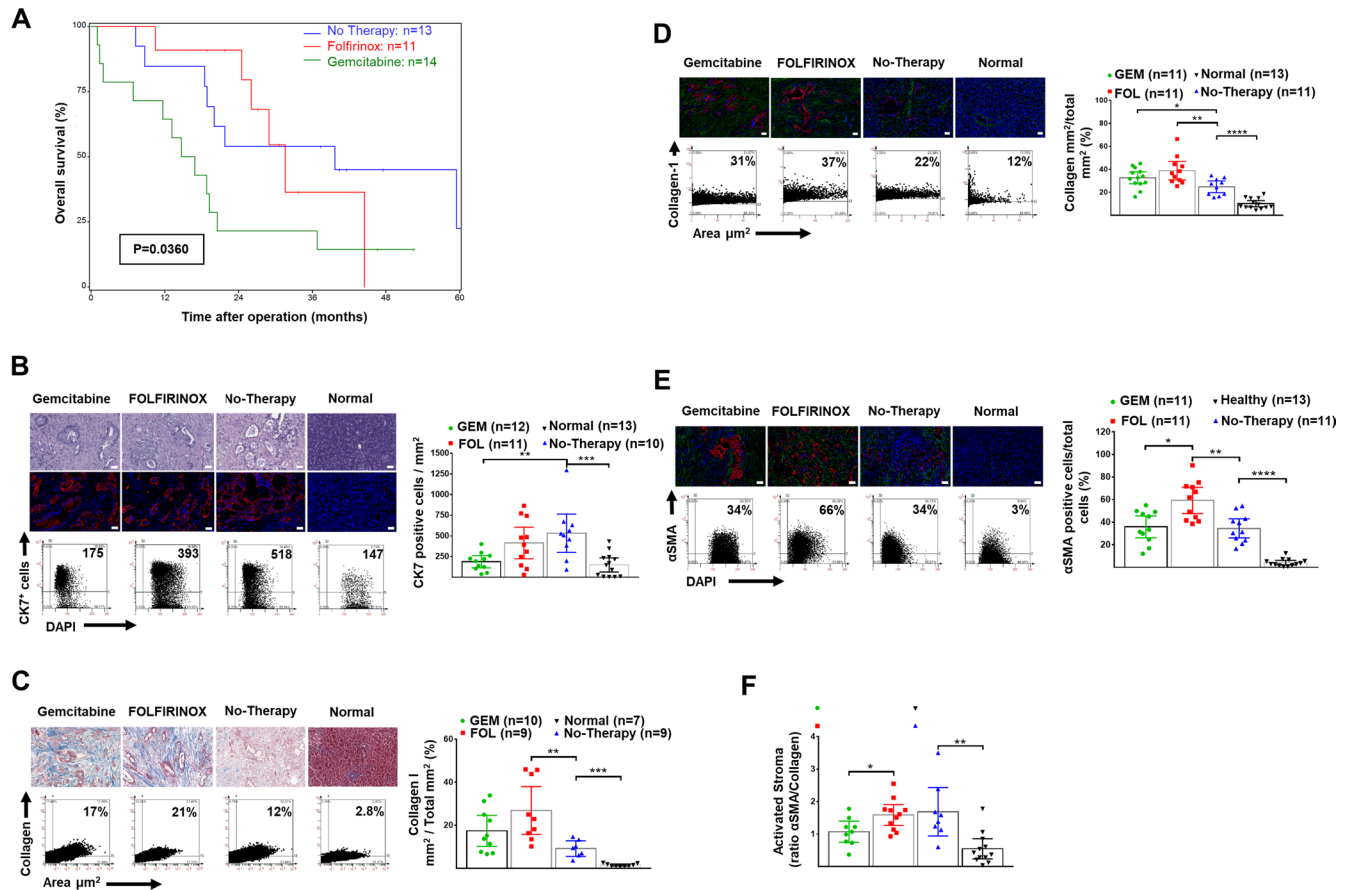 A
No Therapy: n=13
Folfirinox: n=11
Gemcitabine: n=14
100
75
50
25
0
Overall survival (%)
P=0.0360
0 12 24 36 48 60
Time after operation (months)
B
Gemcitabine FOLFIRINOX No-Therapy Normal
175 393 518 147
CK7+ cells
DAPI
GEM (n=12) Normal (n=13)
FOL (n=11) No-Therapy (n=10)
** ***
1500
1250
1000
750
500
250
0
CK7 positive cells / mm²
C
Gemcitabine FOLFIRINOX No-Therapy Normal
17% 21% 12% 2.8%
Collagen
Area µm²
GEM (n=10) Normal (n=7)
FOL (n=9) No-Therapy (n=9)
** ***
60
40
20
Collagen I
mm² / Total mm² (%)
D
Gemcitabine FOLFIRINOX No-Therapy Normal
31% 37% 22% 12%
Collagen-1
Area µm²
GEM (n=11) Normal (n=13)
FOL (n=11) No-Therapy (n=11)
* ** ****
100
80
60
40
20
Collagen mm²/total
mm² (%)
E
Gemcitabine FOLFIRINOX No-Therapy Normal
34% 66% 34% 3%
αSMA
DAPI
GEM (n=11) Healthy (n=13)
FOL (n=11) No-Therapy (n=11)
* ** ****
120
100
80
60
40
20
αSMA positive cells/total
cells (%)
F
* **
4
3
2
1
Activated Stroma
(ratio αSMA/Collagen)